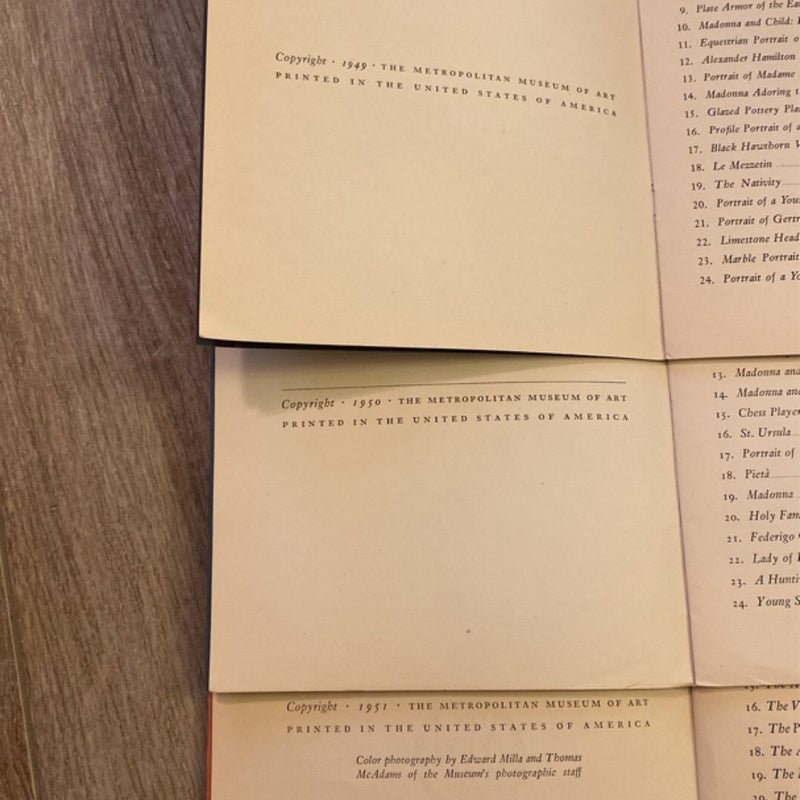 Copyright · 1949 · THE METROPOLITAN MUSEUM OF ART
PRINTED IN THE UNITED STATES OF AMERICA
9. Plate Armor of the
10. Madonna and Child:
11. Equestrian Portrait
12. Alexander Hamilton
13. Portrait of Madame
14. Madonna Adoring
15. Glazed Pottery
16. Profile Portrait of
17. Black Hawthorn
18. Le Mezzetin
19. The Nativity
20. Portrait of a
21. Portrait of
22. Limestone Head
23. Marble Portrait
24. Portrait of a
Copyright · 1950 · THE METROPOLITAN MUSEUM OF ART
PRINTED IN THE UNITED STATES OF AMERICA
13. Madonna and
14. Madonna and
15. Chess
16. St. Ursula
17. Portrait of
18. Pietà
19. Madonna
20. Holy
21. Federigo
22. Lady of
23. A
24. Young
Copyright · 1951 · THE METROPOLITAN MUSEUM OF ART
PRINTED IN THE UNITED STATES OF AMERICA
Color photography by Edward Milla and Thomas
McAdams of the Museum's photographic staff
16. The
17. The
18. The
19. The